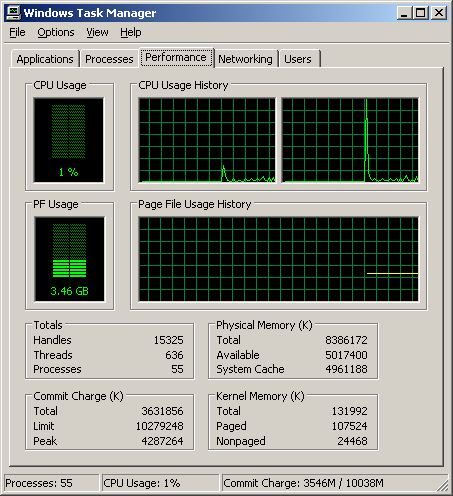 Windows Task Manager
File Options View Help
Applications Processes Performance Networking Users
CPU Usage CPU Usage History
1 %
PF Usage Page File Usage History
3.46 GB
Totals Physical Memory (K)
Handles 15325 Total 8386172
Threads 636 Available 5017400
Processes 55 System Cache 4961188
Commit Charge (K) Kernel Memory (K)
Total 3631856 Total 131992
Limit 10279248 Paged 107524
Peak 4287264 Nonpaged 24468
Processes: 55 CPU Usage: 1% Commit Charge: 3546M / 10038M